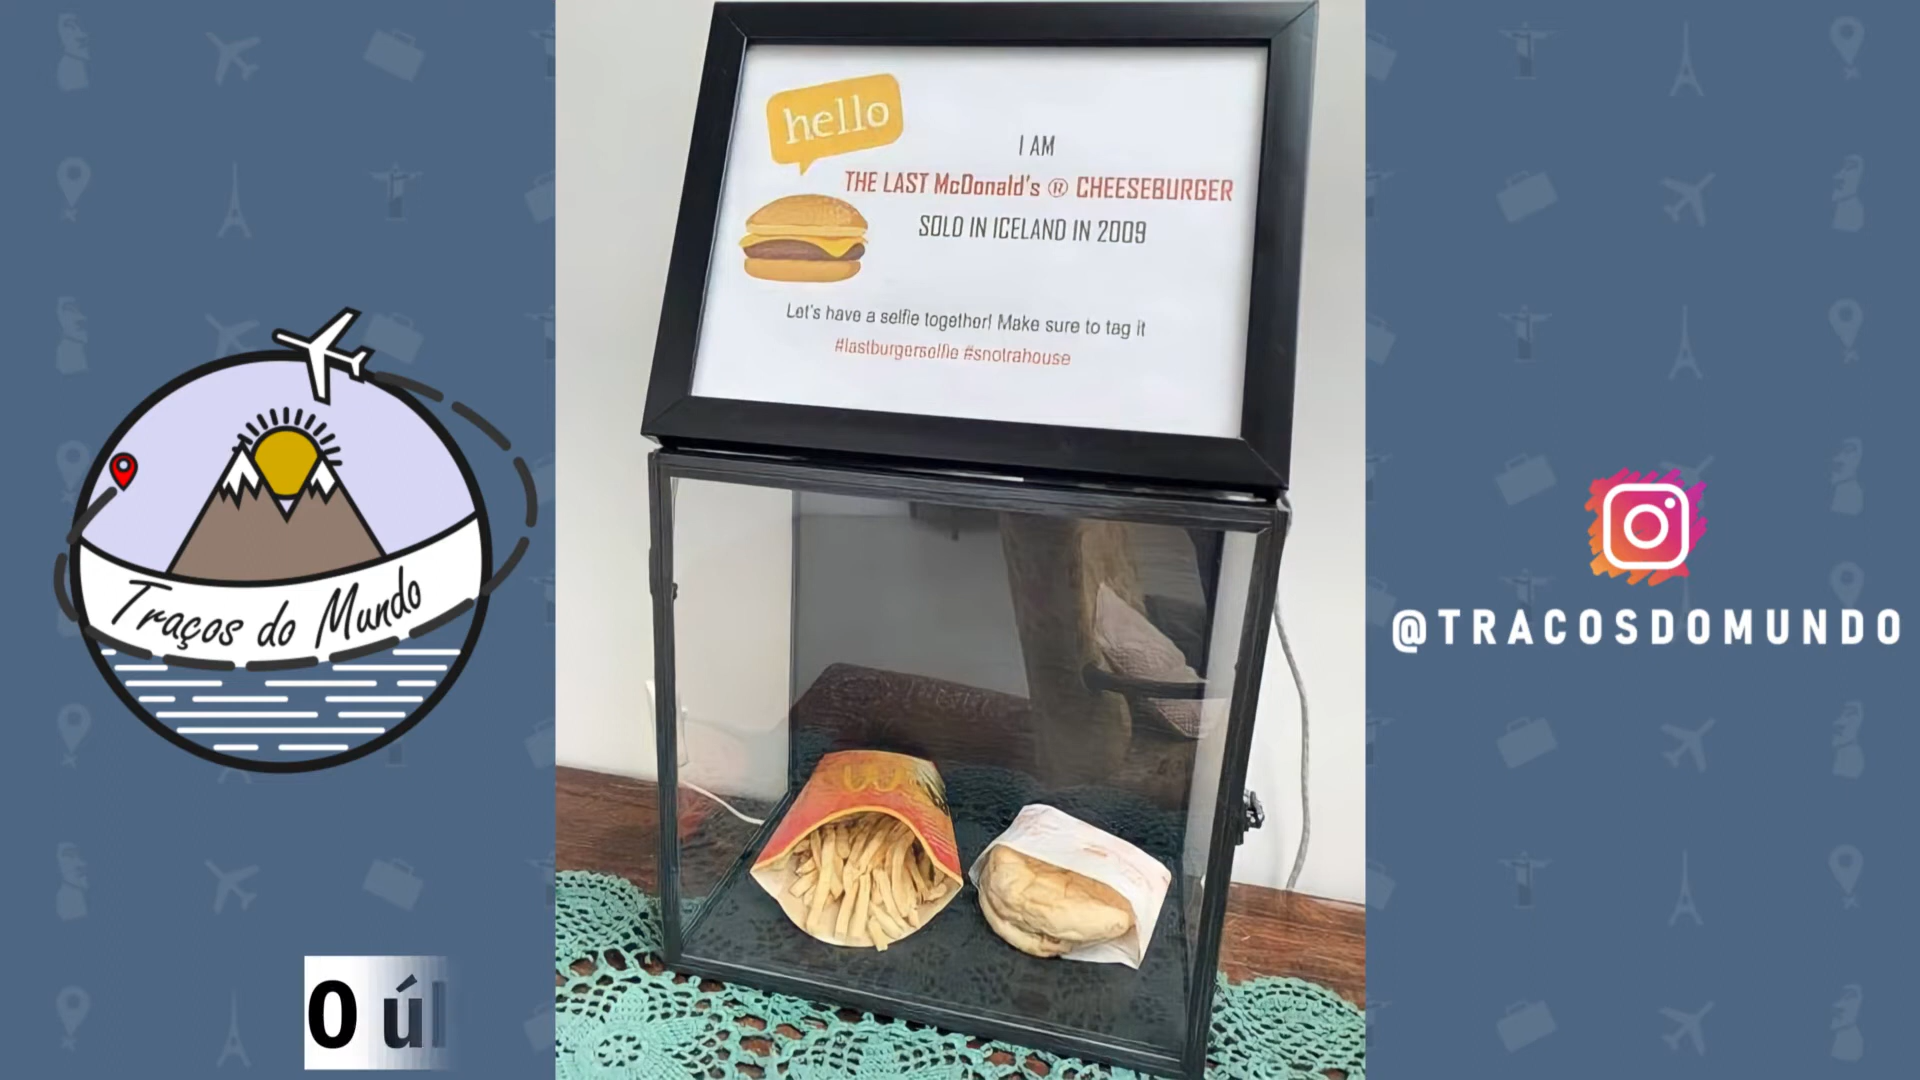 hello
I AM
THE LAST McDonald's ® CHEESEBURGER
SOLD IN ICELAND IN 2009
Let's have a selfie together! Make sure to tag it
#lastburgerselfie #snotrahouse
Traços do Mundo
@TRACOSDOMUNDO
O úl